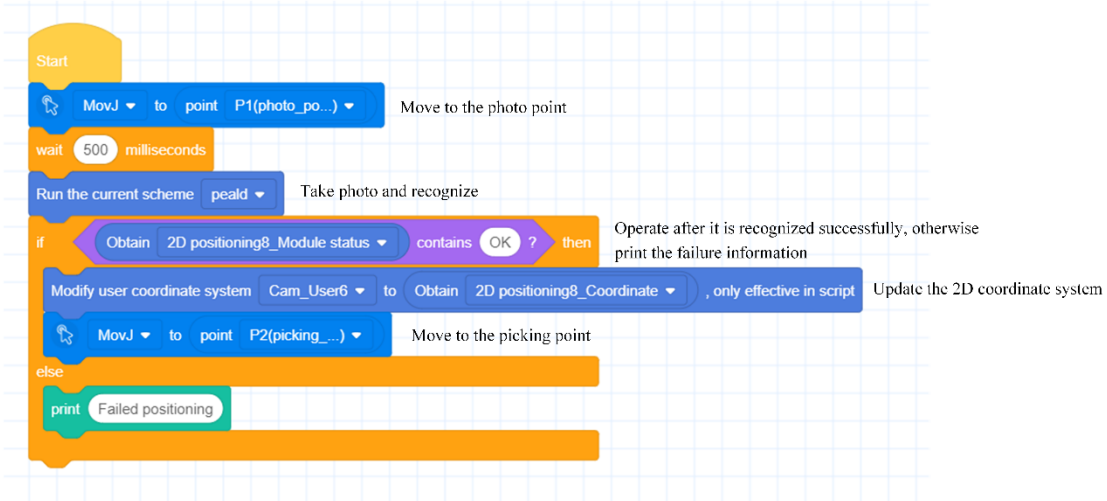 Start
MovJ to point P1(photo_po...) Move to the photo point
wait 500 milliseconds
Run the current scheme peald Take photo and recognize
if Obtain 2D positioning8_Module status contains OK ? then Operate after it is recognized successfully, otherwise
print the failure information
Modify user coordinate system Cam_User6 to Obtain 2D positioning8_Coordinate , only effective in script Update the 2D coordinate system
MovJ to point P2(picking_...) Move to the picking point
else
print Failed positioning